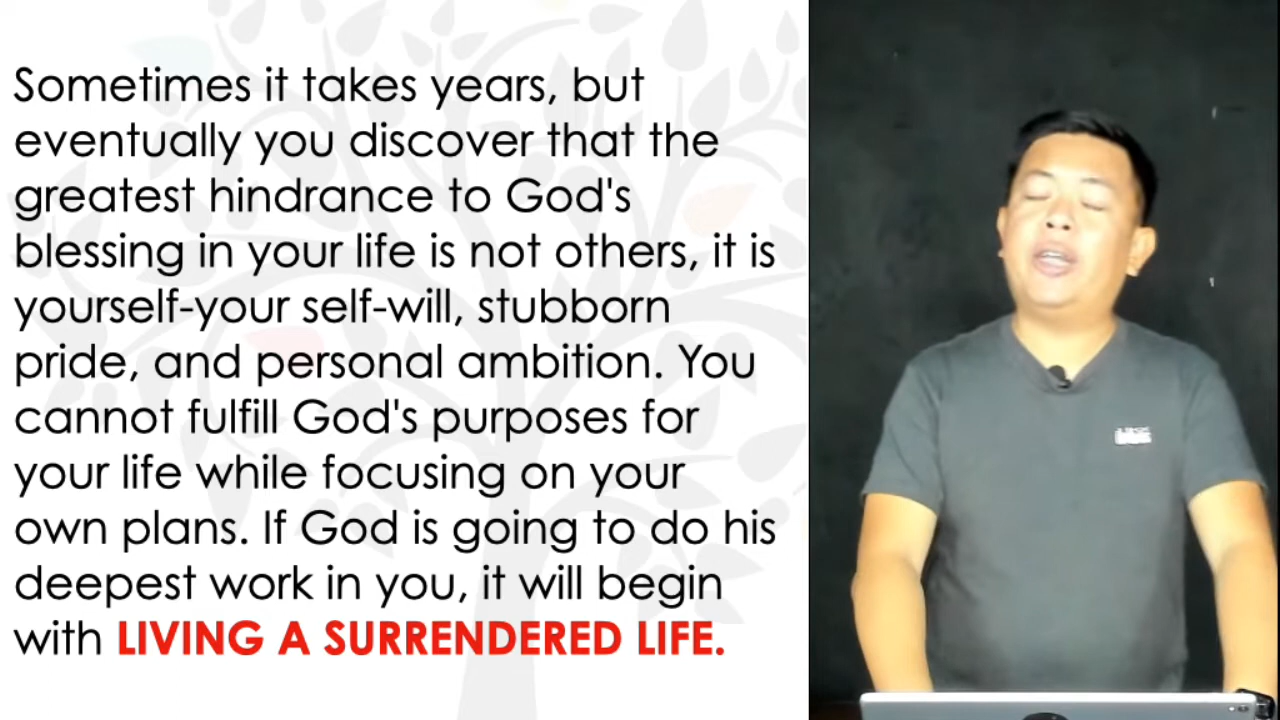 Sometimes it takes years, but
eventually you discover that the
greatest hindrance to God's
blessing in your life is not others, it is
yourself-your self-will, stubborn
pride, and personal ambition. You
cannot fulfill God's purposes for
your life while focusing on your
own plans. If God is going to do his
deepest work in you, it will begin
with LIVING A SURRENDERED LIFE.